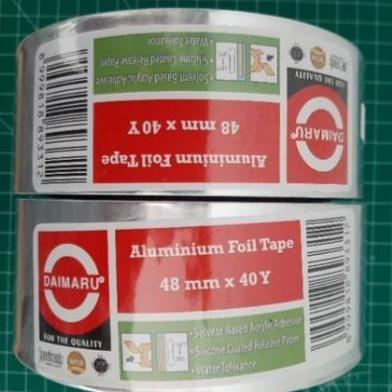 • Water Tolerance
• Silicone Coated Release Paper
• Solvent Based Acrylic Adhesive
FOR THE QUALITY
DAIMARU
48 mm x 40Y
Aluminium Foil Tape
Aluminium Foil Tape
48 mm x 40Y
DAIMARU®
FOR THE QUALITY
• Solvent Based Acrylic Adhesive
• Silicone Coated Release Paper
• Water Tolerance